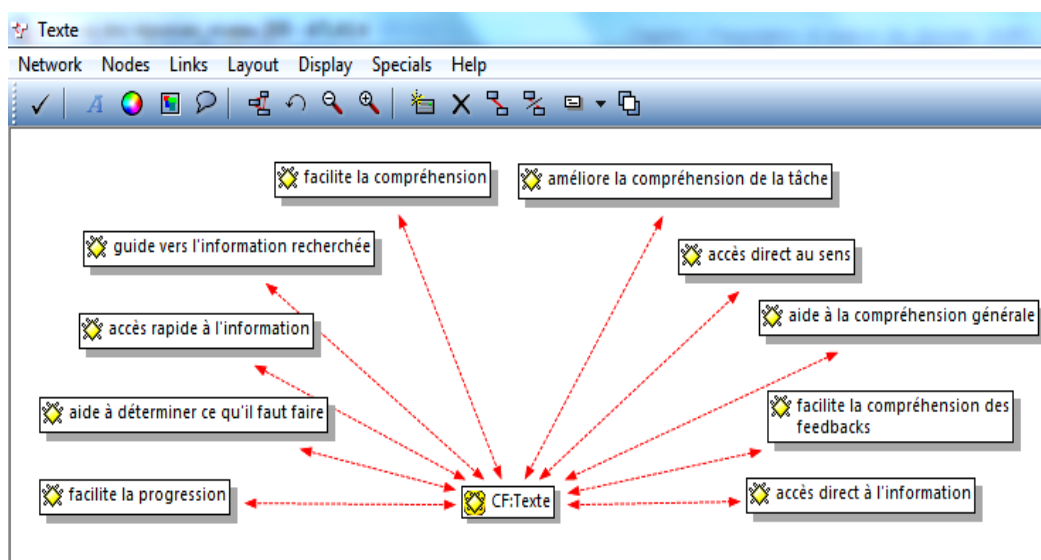 Texte
Network Nodes Links Layout Display Specials Help
facilite la compréhension
améliore la compréhension de la tâche
guide vers l'information recherchée
accès direct au sens
accès rapide à l'information
aide à la compréhension générale
aide à déterminer ce qu'il faut faire
facilite la compréhension des
feedbacks
facilite la progression
CF:Texte
accès direct à l'information